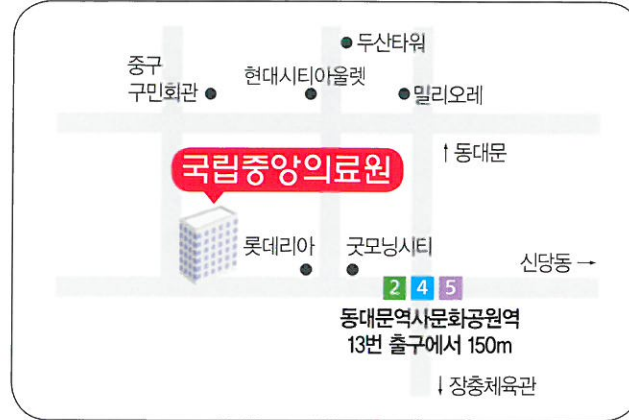 두산타워
중구
구민회관
현대시티아울렛
밀리오레
↑ 동대문
국립중앙의료원
롯데리아
굿모닝시티
신당동 →
2 4 5
동대문역사문화공원역
13번 출구에서 150m
↓ 장충체육관